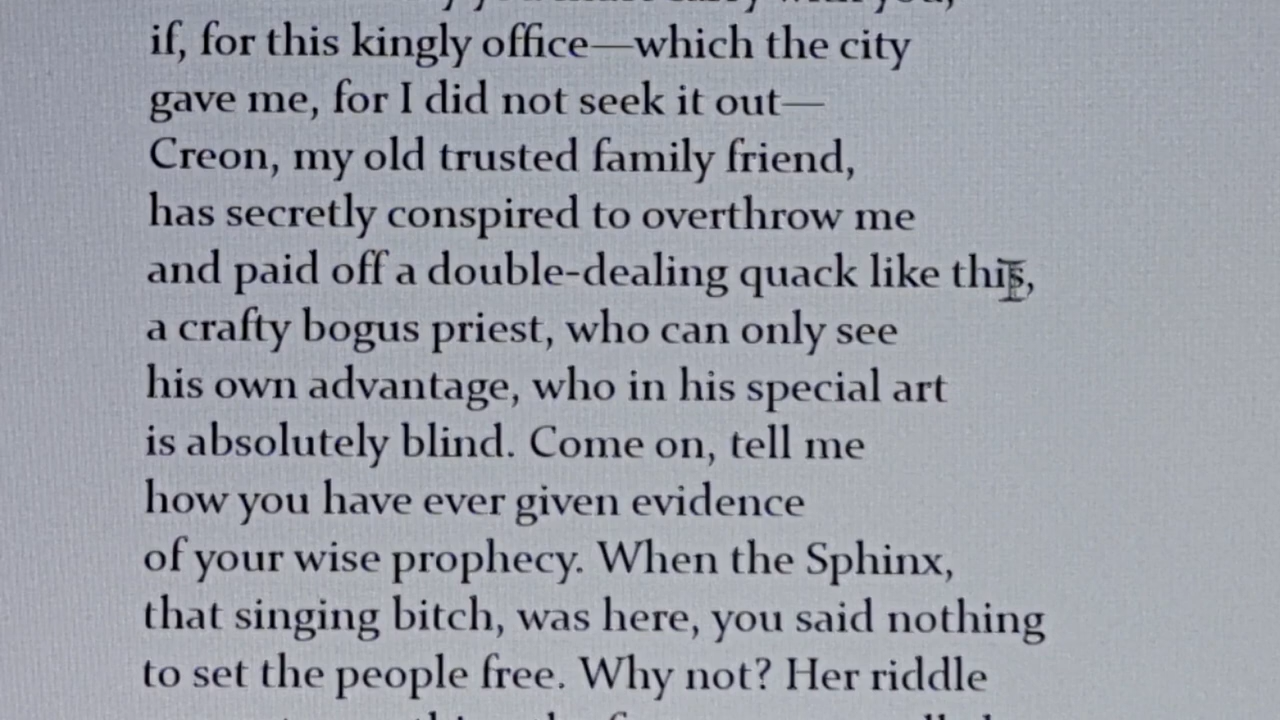 if, for this kingly office—which the city
gave me, for I did not seek it out—
Creon, my old trusted family friend,
has secretly conspired to overthrow me
and paid off a double-dealing quack like this,
a crafty bogus priest, who can only see
his own advantage, who in his special art
is absolutely blind. Come on, tell me
how you have ever given evidence
of your wise prophecy. When the Sphinx,
that singing bitch, was here, you said nothing
to set the people free. Why not? Her riddle